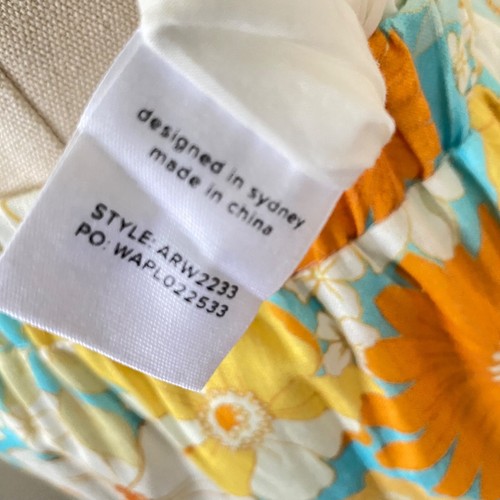 designed in sydney
made in china
STYLE: ARW2233
PO: WAPL022533